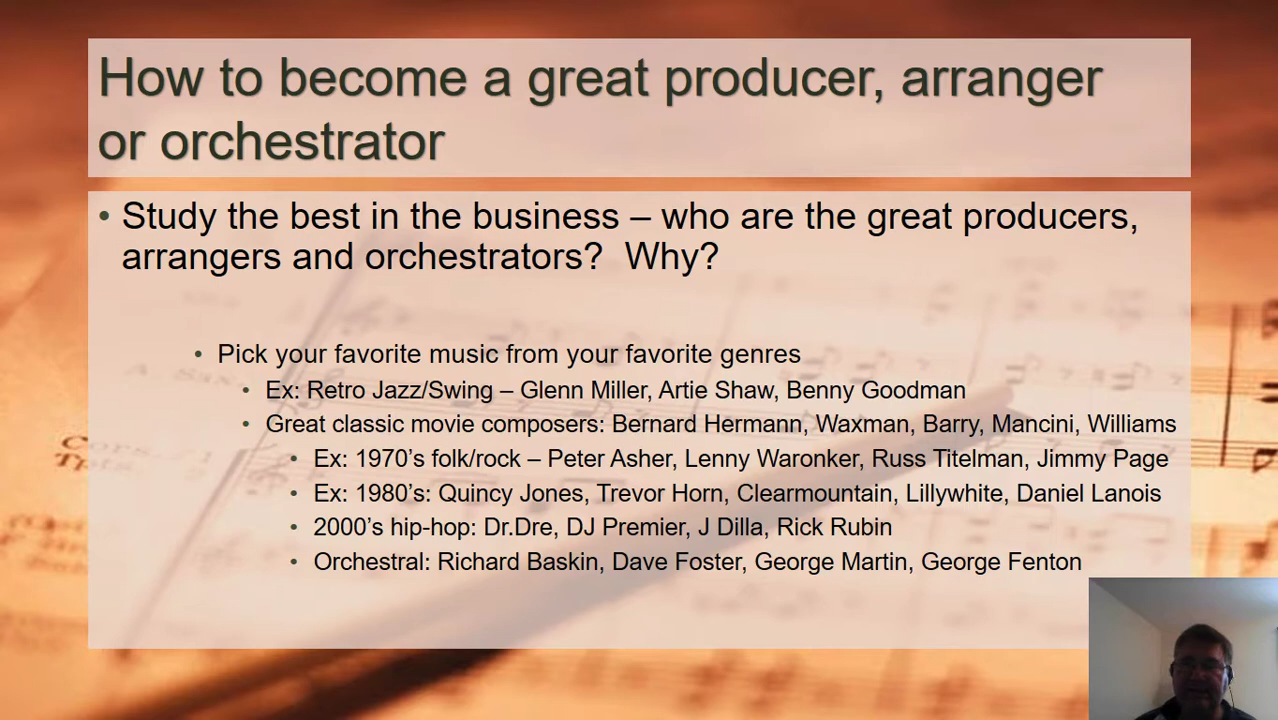 How to become a great producer, arranger
or orchestrator
• Study the best in the business – who are the great producers,
arrangers and orchestrators?  Why?
• Pick your favorite music from your favorite genres
• Ex: Retro Jazz/Swing – Glenn Miller, Artie Shaw, Benny Goodman
• Great classic movie composers: Bernard Hermann, Waxman, Barry, Mancini, Williams
• Ex: 1970's folk/rock – Peter Asher, Lenny Waronker, Russ Titelman, Jimmy Page
• Ex: 1980's: Quincy Jones, Trevor Horn, Clearmountain, Lillywhite, Daniel Lanois
• 2000's hip-hop: Dr.Dre, DJ Premier, J Dilla, Rick Rubin
• Orchestral: Richard Baskin, Dave Foster, George Martin, George Fenton